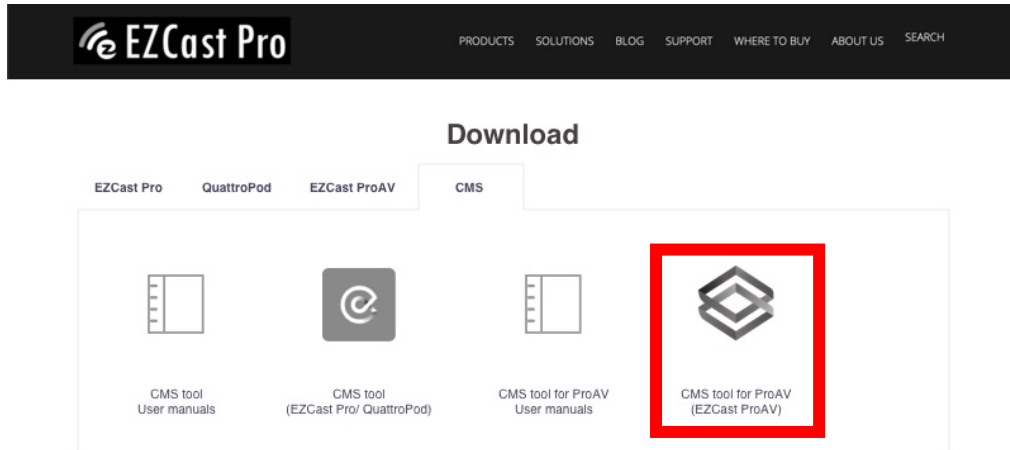 EZCast Pro
PRODUCTS SOLUTIONS BLOG SUPPORT WHERE TO BUY ABOUT US SEARCH
Download
EZCast Pro QuattroPod EZCast ProAV CMS
CMS tool
User manuals
CMS tool
(EZCast Pro/ QuattroPod)
CMS tool for ProAV
User manuals
CMS tool for ProAV
(EZCast ProAV)